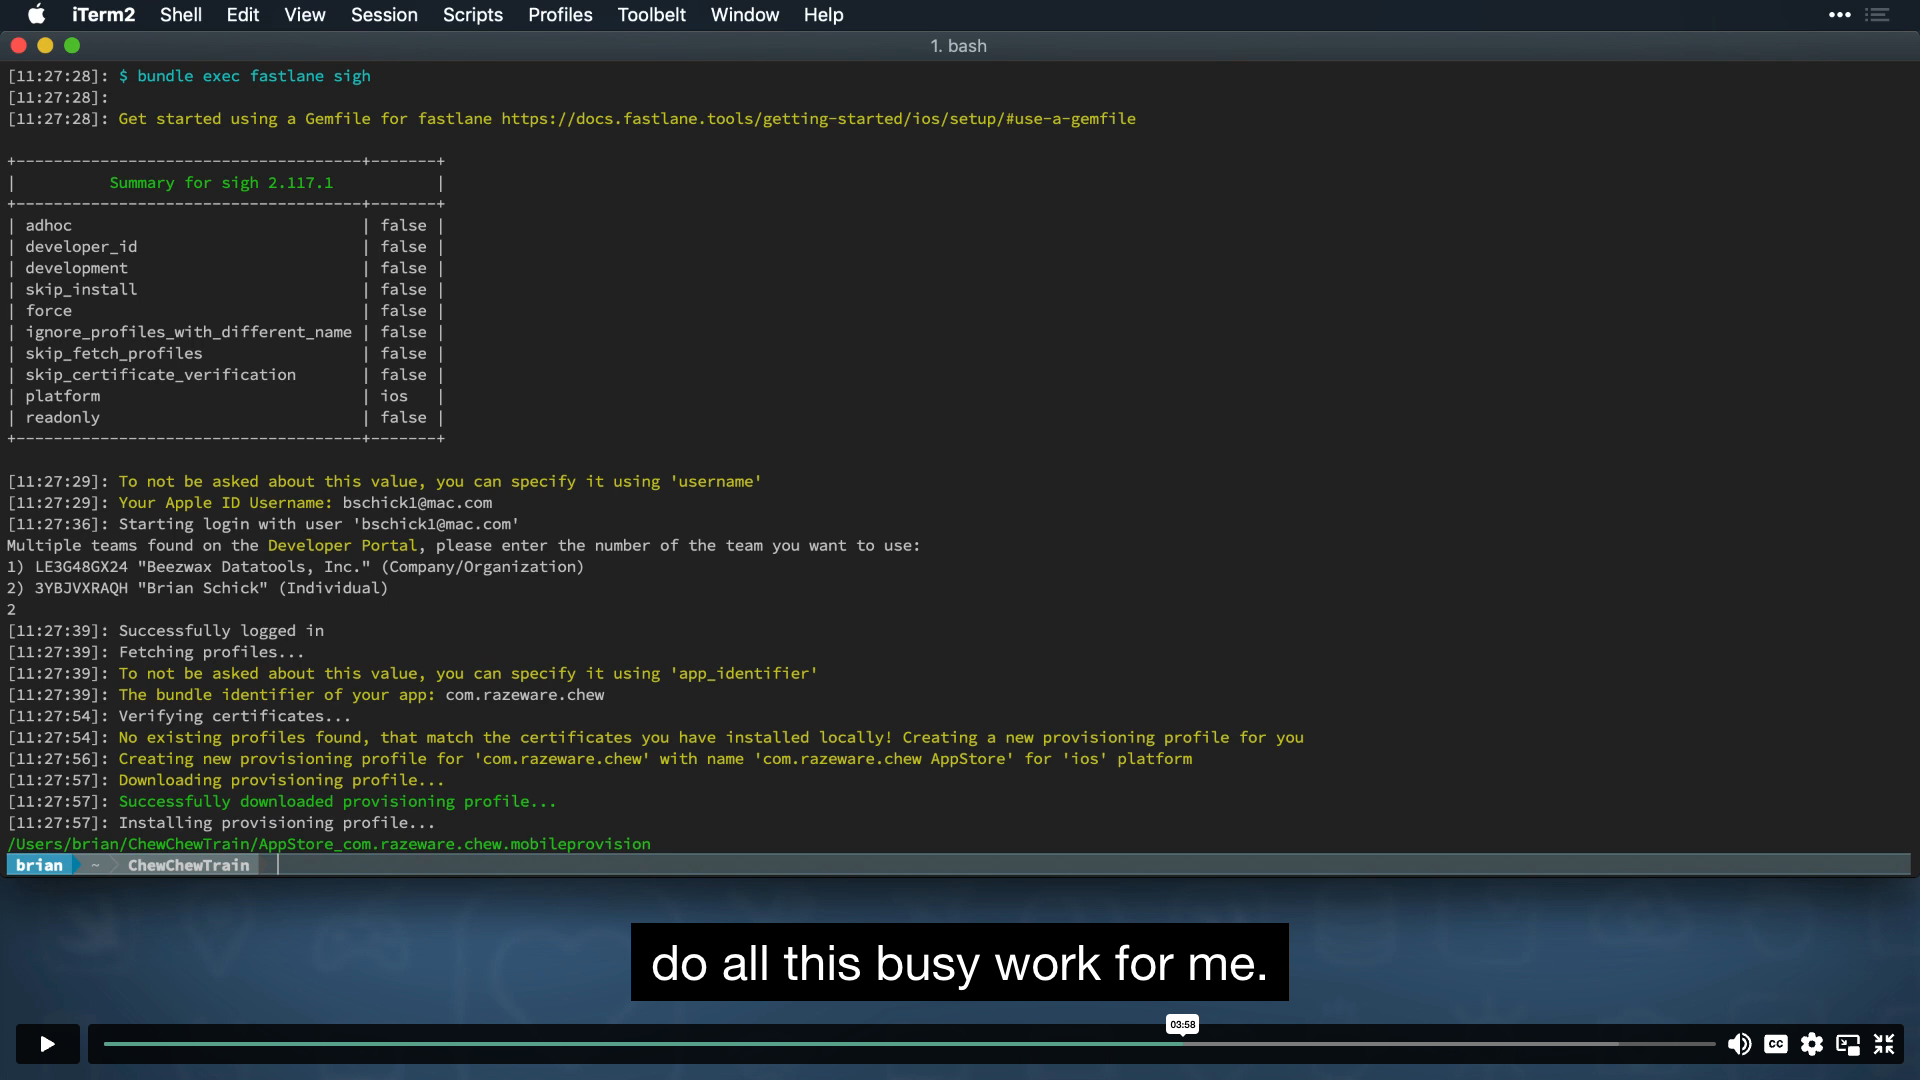 iTerm2 Shell Edit View Session Scripts Profiles Toolbelt Window Help
1. bash
[11:27:28]: $ bundle exec fastlane sigh
[11:27:28]:
[11:27:28]: Get started using a Gemfile for fastlane https://docs.fastlane.tools/getting-started/ios/setup/#use-a-gemfile
+-------------------------------------+-------+
| Summary for sigh 2.117.1 |
+-------------------------------------+-------+
| adhoc | false |
| developer_id | false |
| development | false |
| skip_install | false |
| force | false |
| ignore_profiles_with_different_name | false |
| skip_fetch_profiles | false |
| skip_certificate_verification | false |
| platform | ios |
| readonly | false |
+-------------------------------------+-------+
[11:27:29]: To not be asked about this value, you can specify it using 'username'
[11:27:29]: Your Apple ID Username: bschick1@mac.com
[11:27:36]: Starting login with user 'bschick1@mac.com'
Multiple teams found on the Developer Portal, please enter the number of the team you want to use:
1) LE3G48GX24 "Beezwax Datatools, Inc." (Company/Organization)
2) 3YBJVXRAQH "Brian Schick" (Individual)
2
[11:27:39]: Successfully logged in
[11:27:39]: Fetching profiles...
[11:27:39]: To not be asked about this value, you can specify it using 'app_identifier'
[11:27:39]: The bundle identifier of your app: com.razeware.chew
[11:27:54]: Verifying certificates...
[11:27:54]: No existing profiles found, that match the certificates you have installed locally! Creating a new provisioning profile for you
[11:27:56]: Creating new provisioning profile for 'com.razeware.chew' with name 'com.razeware.chew AppStore' for 'ios' platform
[11:27:57]: Downloading provisioning profile...
[11:27:57]: Successfully downloaded provisioning profile...
[11:27:57]: Installing provisioning profile...
/Users/brian/ChewChewTrain/AppStore_com.razeware.chew.mobileprovision
brian ~ ChewChewTrain
do all this busy work for me.
03:58
CC